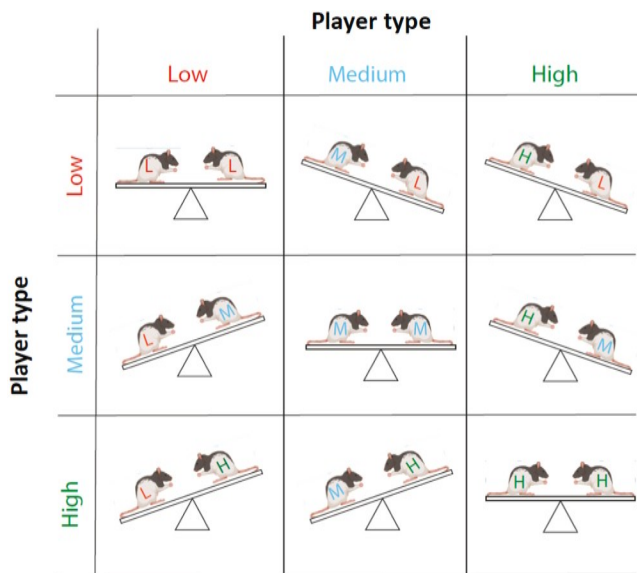 Player type
Low Medium High
Player type
Low
L L
M L
H L
Medium
L M
M M
H M
High
L H
M H
H H